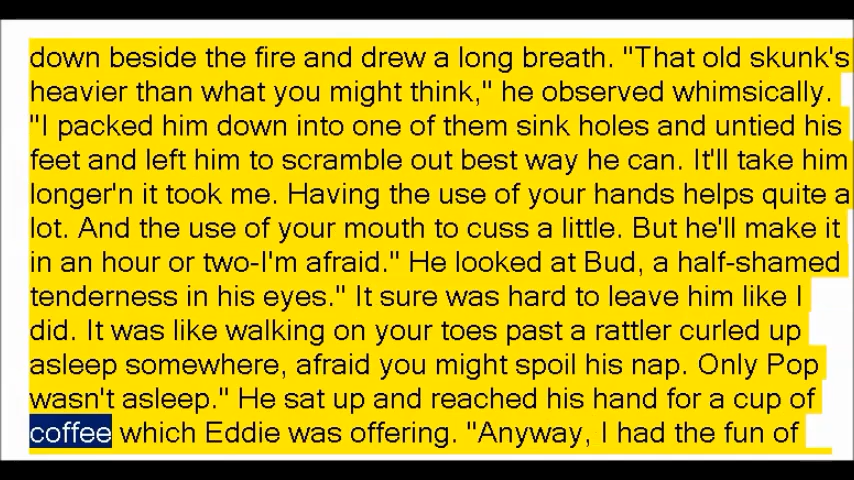 down beside the fire and drew a long breath. "That old skunk's
heavier than what you might think," he observed whimsically.
"I packed him down into one of them sink holes and untied his
feet and left him to scramble out best way he can. It'll take him
longer'n it took me. Having the use of your hands helps quite a
lot. And the use of your mouth to cuss a little. But he'll make it
in an hour or two-I'm afraid." He looked at Bud, a half-shamed
tenderness in his eyes." It sure was hard to leave him like I
did. It was like walking on your toes past a rattler curled up
asleep somewhere, afraid you might spoil his nap. Only Pop
wasn't asleep." He sat up and reached his hand for a cup of
coffee which Eddie was offering. "Anyway, I had the fun of